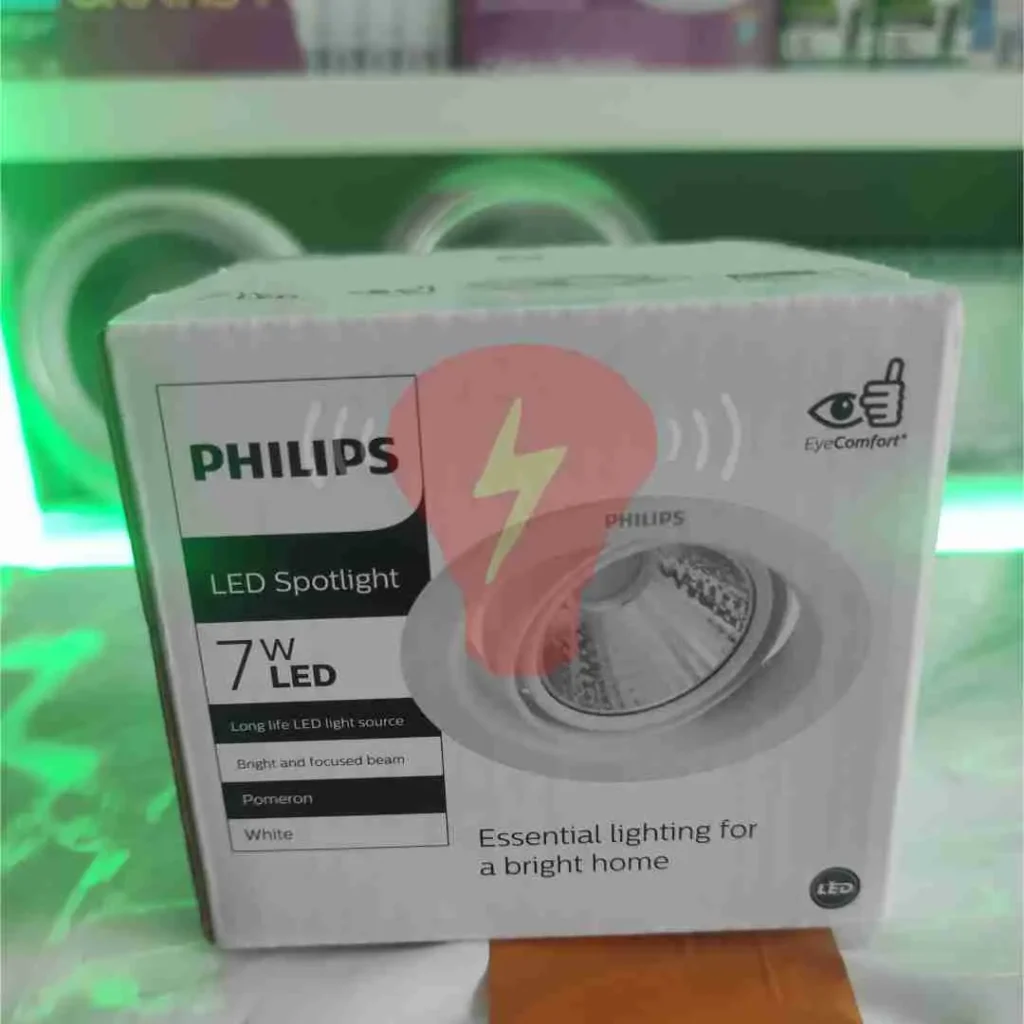 PHILIPS
LED Spotlight
7W
LED
Long life LED light source
Bright and focused beam
Pomeron
White
EyeComfort*
PHILIPS
Essential lighting for
a bright home
LED